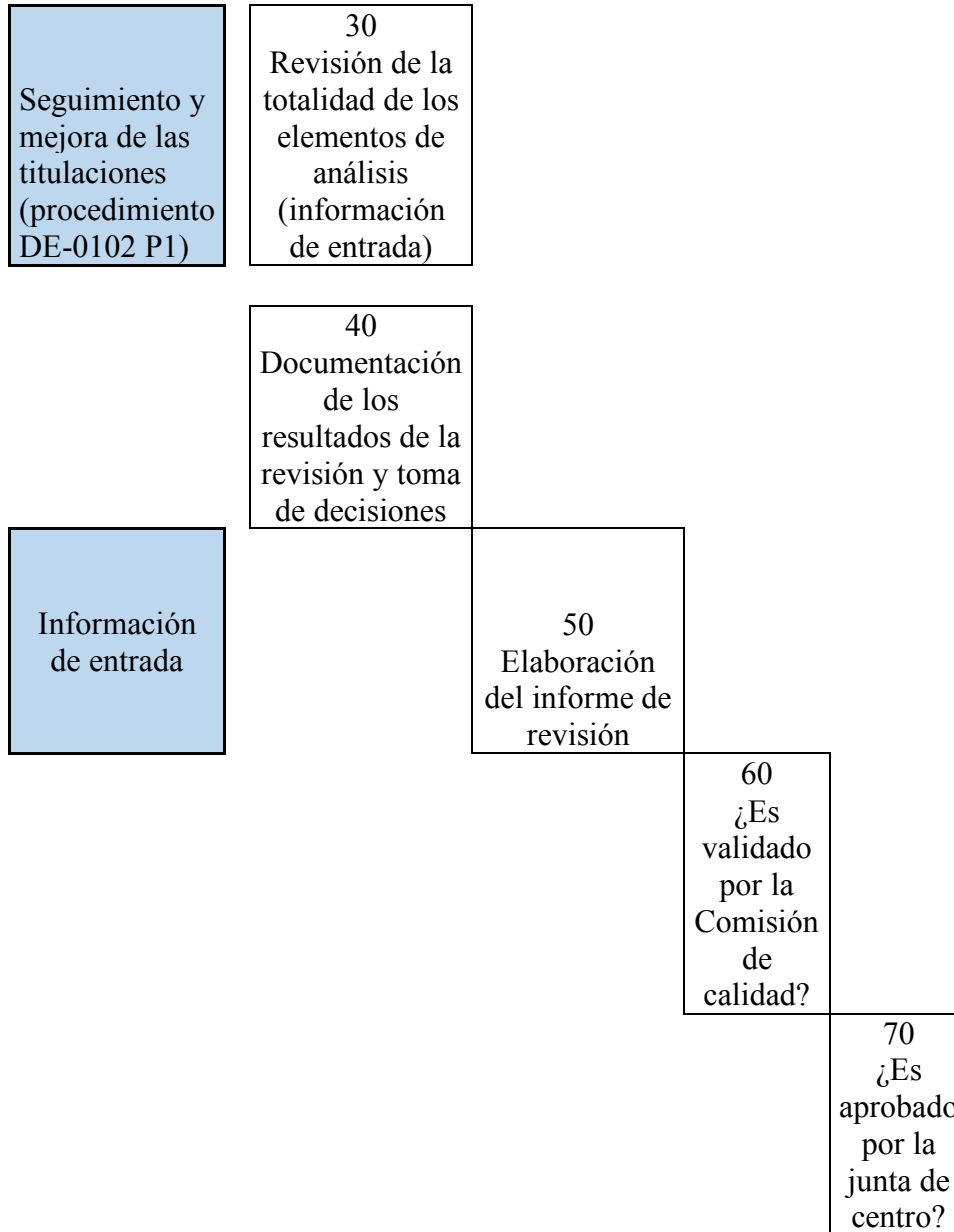 Seguimiento y
mejora de las
titulaciones
(procedimiento
DE-0102 P1)
30
Revisión de la
totalidad de los
elementos de
análisis
(información
de entrada)
40
Documentación
de los
resultados de la
revisión y toma
de decisiones
Información
de entrada
50
Elaboración
del informe de
revisión
60
¿Es
validado
por la
Comisión
de
calidad?
70
¿Es
aprobado
por la
junta de
centro?